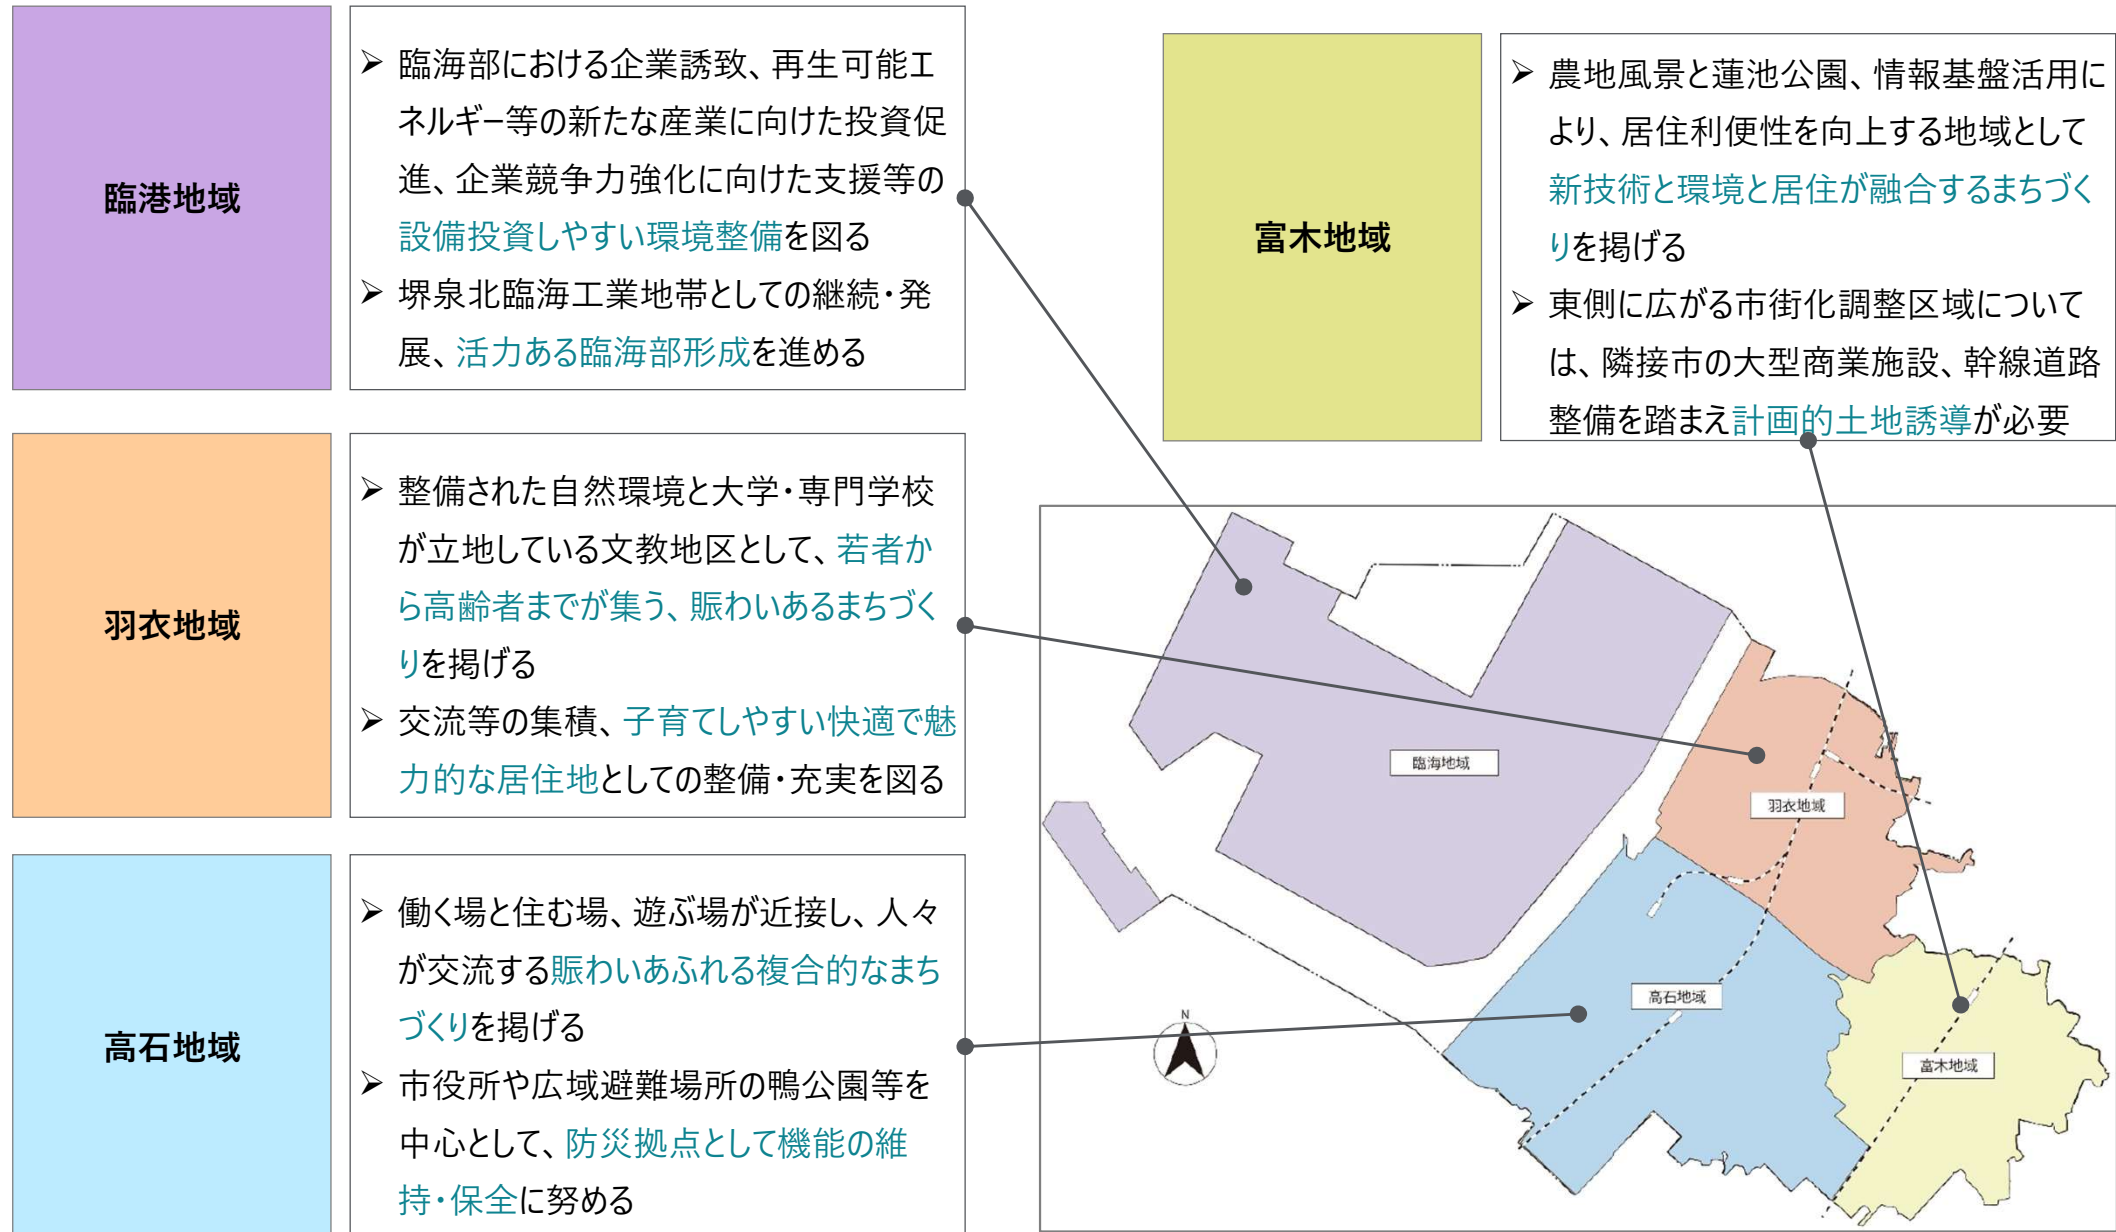 臨港地域
➢ 臨海部における企業誘致、再生可能エ
ネルギー等の新たな産業に向けた投資促
進、企業競争力強化に向けた支援等の
設備投資しやすい環境整備を図る
➢ 堺泉北臨海工業地帯としての継続・発
展、活力ある臨海部形成を進める
羽衣地域
➢ 整備された自然環境と大学・専門学校
が立地している文教地区として、若者か
ら高齢者までが集う、賑わいあるまちづく
りを掲げる
➢ 交流等の集積、子育てしやすい快適で魅
力的な居住地としての整備・充実を図る
高石地域
➢ 働く場と住む場、遊ぶ場が近接し、人々
が交流する賑わいあふれる複合的なまち
づくりを掲げる
➢ 市役所や広域避難場所の鴨公園等を
中心として、防災拠点として機能の維
持・保全に努める
富木地域
➢ 農地風景と蓮池公園、情報基盤活用に
より、居住利便性を向上する地域として
新技術と環境と居住が融合するまちづく
りを掲げる
➢ 東側に広がる市街化調整区域について
は、隣接市の大型商業施設、幹線道路
整備を踏まえ計画的土地誘導が必要
臨海地域
羽衣地域
高石地域
富木地域
N